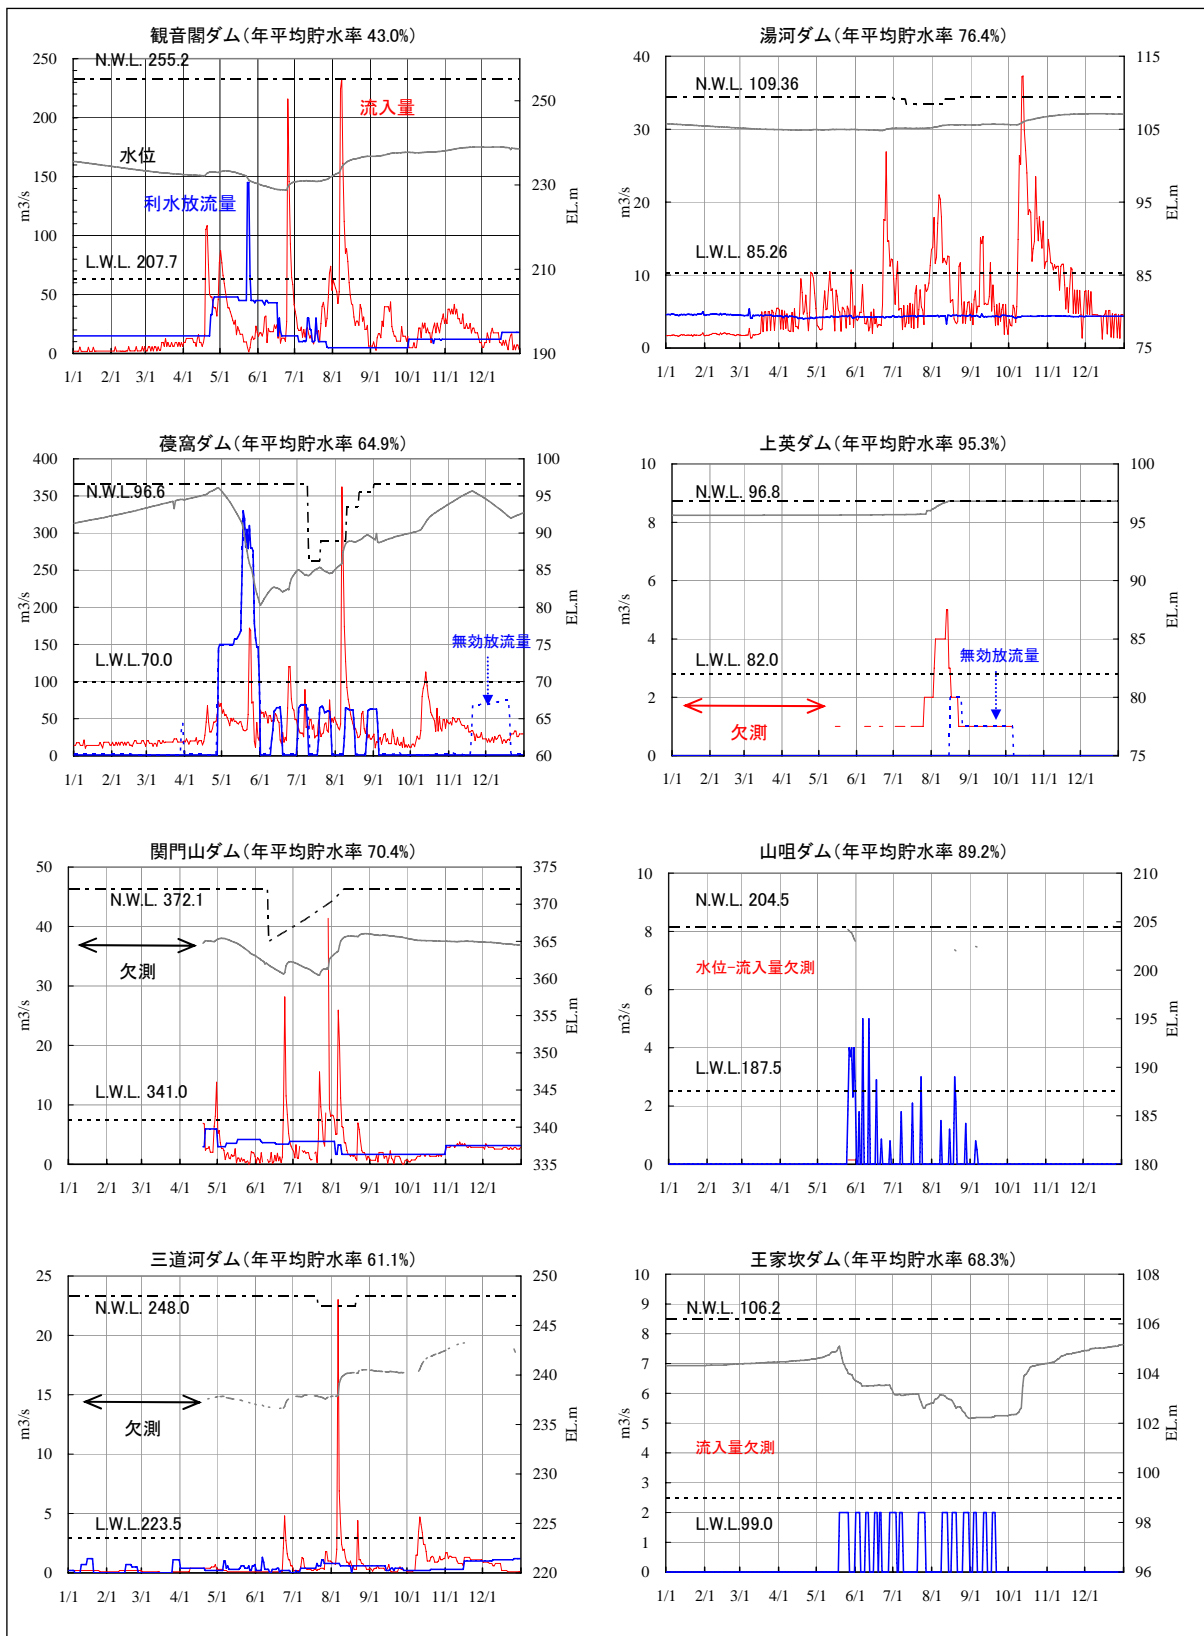 観音閣ダム(年平均貯水率 43.0%)
N.W.L. 255.2
流入量
水位
利水放流量
L.W.L. 207.7
m3/s
EL.m
250
200
150
100
50
0
250
230
210
190
1/1 2/1 3/1 4/1 5/1 6/1 7/1 8/1 9/1 10/1 11/1 12/1
湯河ダム(年平均貯水率 76.4%)
N.W.L. 109.36
L.W.L. 85.26
m3/s
EL.m
40
30
20
10
0
115
105
95
85
75
1/1 2/1 3/1 4/1 5/1 6/1 7/1 8/1 9/1 10/1 11/1 12/1
葠窩ダム(年平均貯水率 64.9%)
N.W.L.96.6
無効放流量
L.W.L.70.0
m3/s
EL.m
400
350
300
250
200
150
100
50
0
100
95
90
85
80
75
70
65
60
1/1 2/1 3/1 4/1 5/1 6/1 7/1 8/1 9/1 10/1 11/1 12/1
上英ダム(年平均貯水率 95.3%)
N.W.L. 96.8
L.W.L. 82.0
無効放流量
欠測
m3/s
EL.m
10
8
6
4
2
0
100
95
90
85
80
75
1/1 2/1 3/1 4/1 5/1 6/1 7/1 8/1 9/1 10/1 11/1 12/1
関門山ダム(年平均貯水率 70.4%)
N.W.L. 372.1
欠測
L.W.L. 341.0
m3/s
EL.m
50
40
30
20
10
0
375
370
365
360
355
350
345
340
335
1/1 2/1 3/1 4/1 5/1 6/1 7/1 8/1 9/1 10/1 11/1 12/1
山咀ダム(年平均貯水率 89.2%)
N.W.L. 204.5
水位-流入量欠測
L.W.L.187.5
m3/s
EL.m
10
8
6
4
2
0
210
205
200
195
190
185
180
1/1 2/1 3/1 4/1 5/1 6/1 7/1 8/1 9/1 10/1 11/1 12/1
三道河ダム(年平均貯水率 61.1%)
N.W.L. 248.0
欠測
L.W.L.223.5
m3/s
EL.m
25
20
15
10
5
0
250
245
240
235
230
225
220
1/1 2/1 3/1 4/1 5/1 6/1 7/1 8/1 9/1 10/1 11/1 12/1
王家坎ダム(年平均貯水率 68.3%)
N.W.L. 106.2
流入量欠測
L.W.L.99.0
m3/s
EL.m
10
9
8
7
6
5
4
3
2
1
0
108
106
104
102
100
98
96
1/1 2/1 3/1 4/1 5/1 6/1 7/1 8/1 9/1 10/1 11/1 12/1